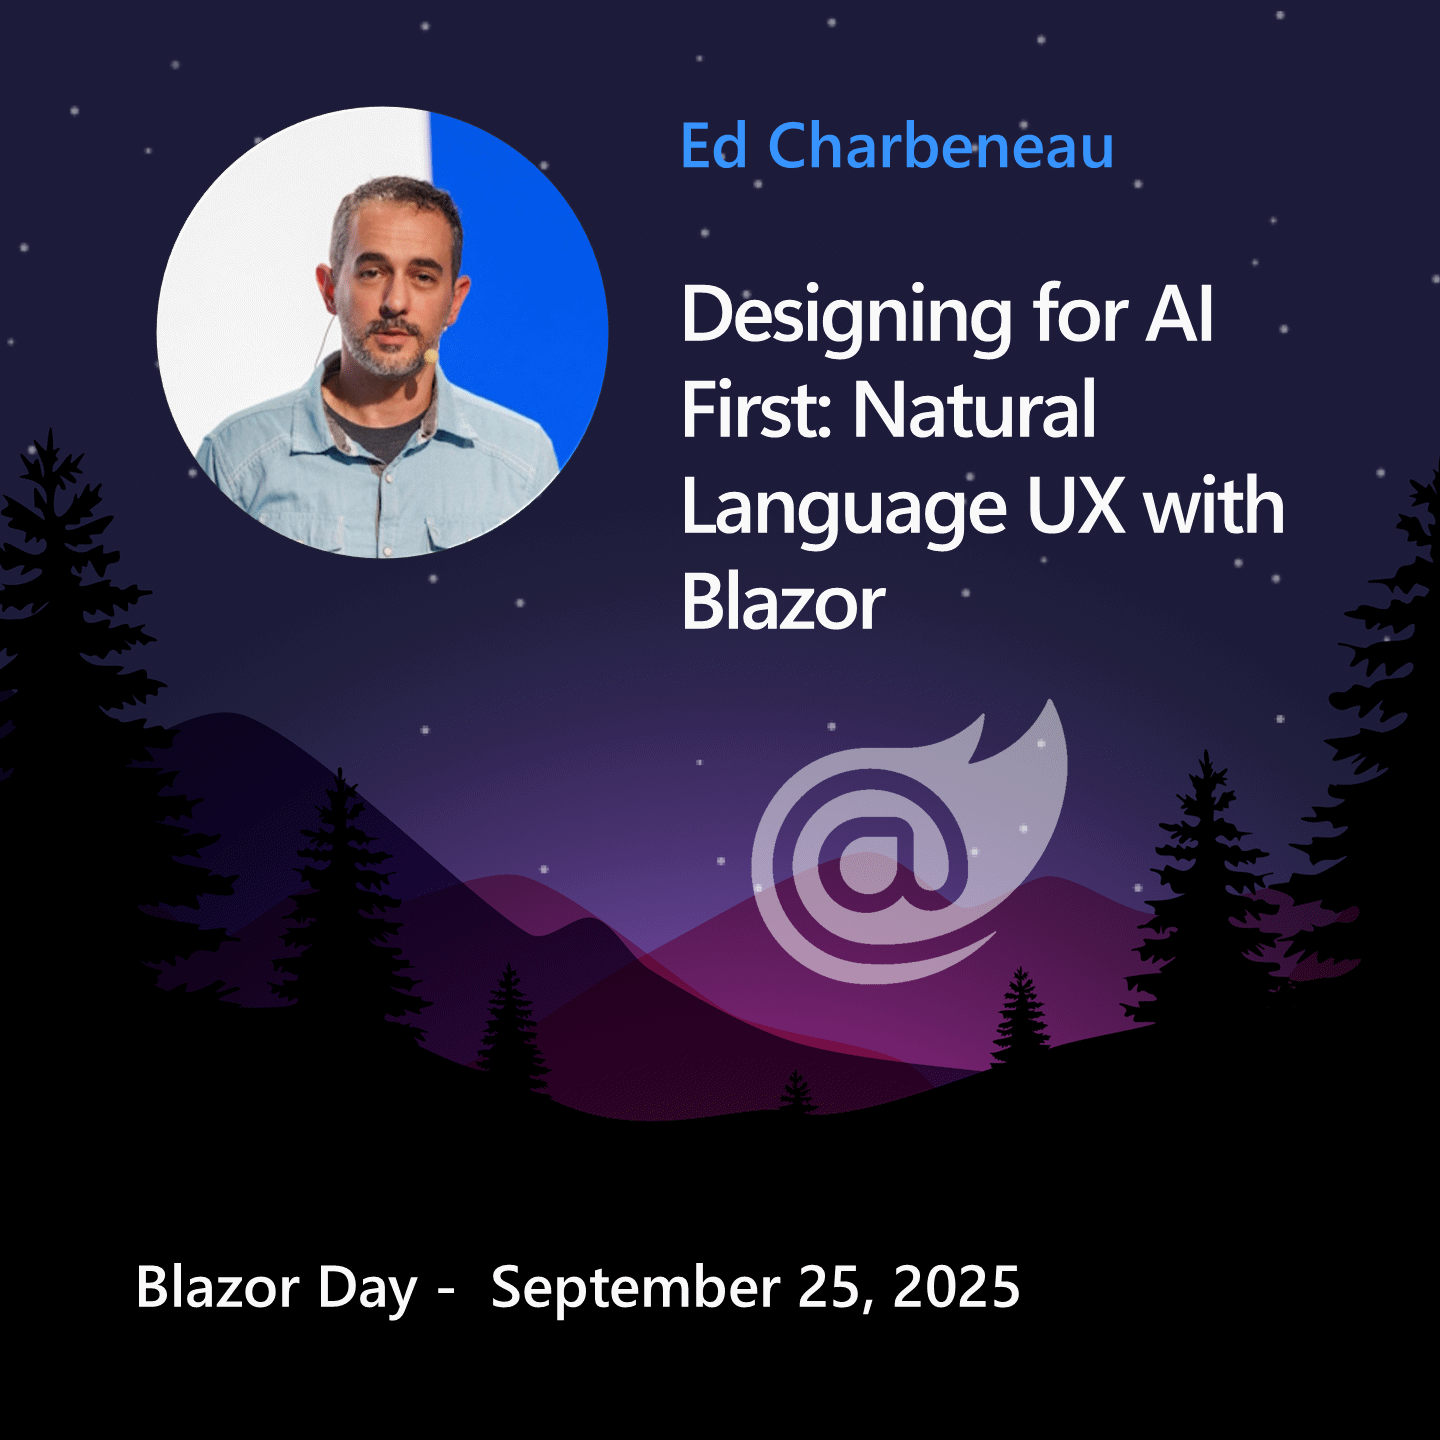 Ed Charbeneau
Designing for AI
First: Natural
Language UX with
Blazor
@
Blazor Day -  September 25, 2025